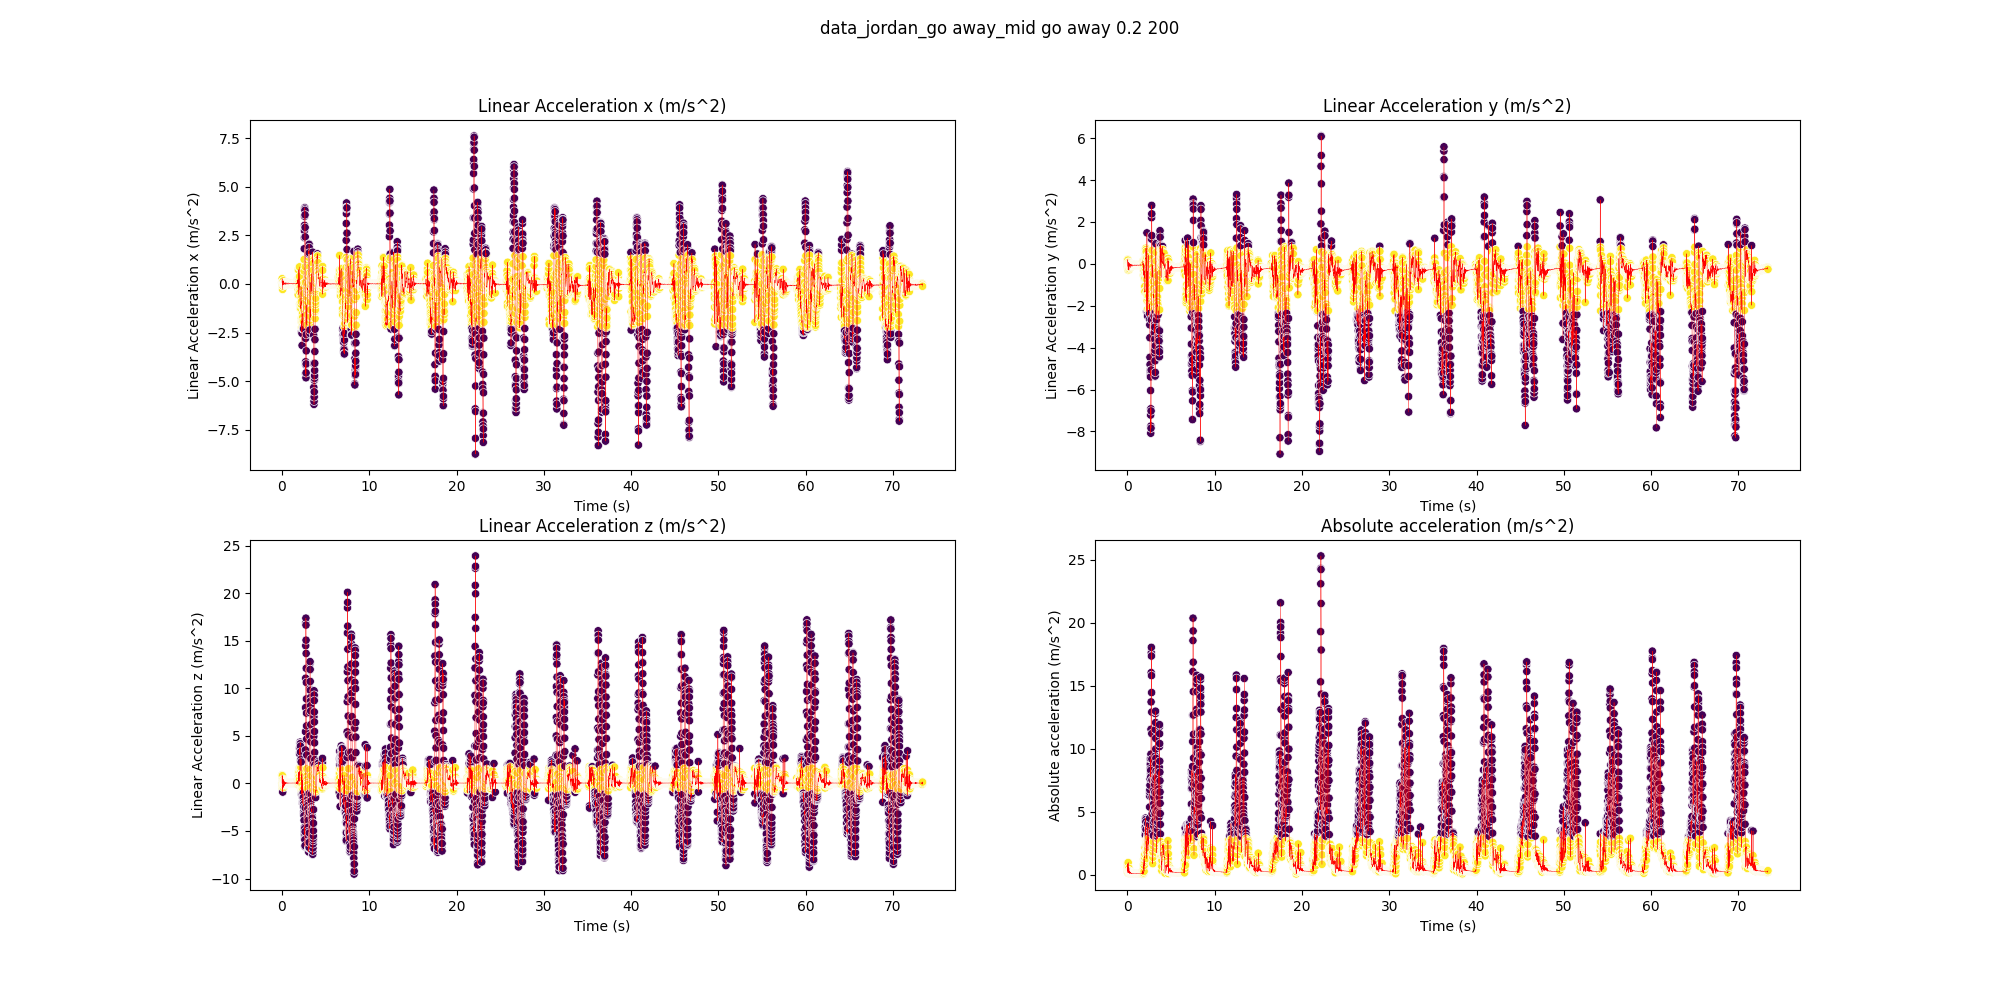 data_jordan_go away_mid go away 0.2 200
Linear Acceleration x (m/s^2)
Linear Acceleration x (m/s^2)
7.5
5.0
2.5
0.0
−2.5
−5.0
−7.5
0 10 20 30 40 50 60 70
Time (s)
Linear Acceleration y (m/s^2)
Linear Acceleration y (m/s^2)
6
4
2
0
−2
−4
−6
−8
0 10 20 30 40 50 60 70
Time (s)
Linear Acceleration z (m/s^2)
Linear Acceleration z (m/s^2)
25
20
15
10
5
0
−5
−10
0 10 20 30 40 50 60 70
Time (s)
Absolute acceleration (m/s^2)
Absolute acceleration (m/s^2)
25
20
15
10
5
0
0 10 20 30 40 50 60 70
Time (s)